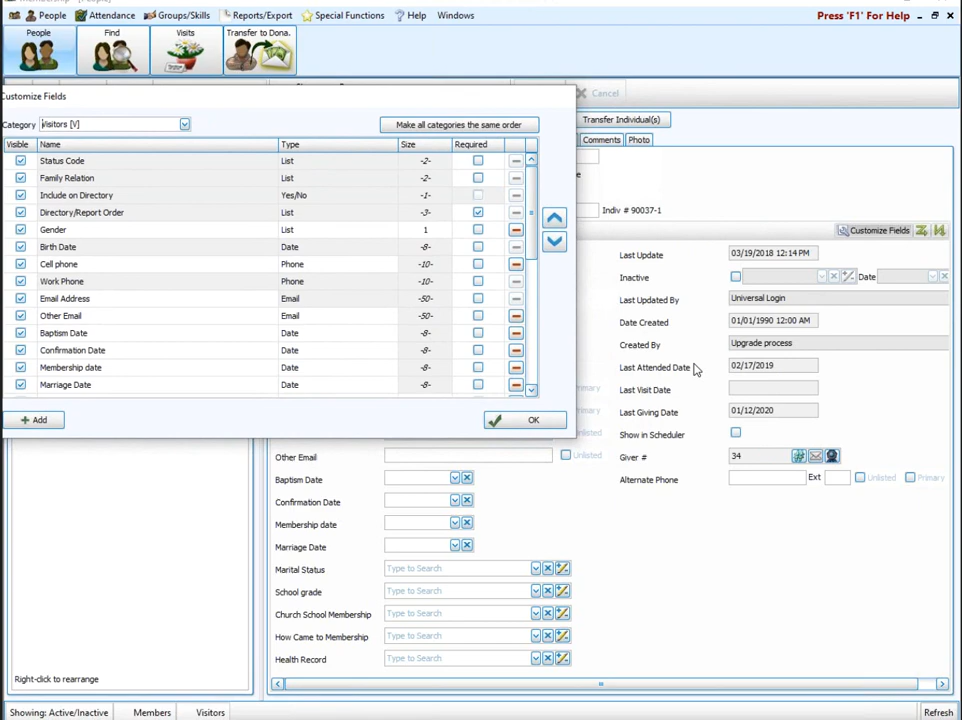 People Attendance Groups/Skills Reports/Export Special Functions Help Windows Press 'F1' For Help
People Find Visits Transfer to Dona.
Customize Fields
Cancel
Category Visitors [V] Make all categories the same order
Transfer Individual(s)
Comments Photo
Visible Name Type Size Required
Status Code List -2-
Family Relation List -2-
Include on Directory Yes/No -1-
Directory/Report Order List -3-
Indiv # 90037-1
Gender List 1
Customize Fields
Birth Date Date -8-
Last Update 03/19/2018 12:14 PM
Cell phone Phone -10-
Inactive Date
Work Phone Phone -10-
Last Updated By Universal Login
Email Address Email -50-
Other Email Email -50-
Date Created 01/01/1990 12:00 AM
Baptism Date Date -8-
Created By Upgrade process
Confirmation Date Date -8-
Last Attended Date 02/17/2019
Membership date Date -8-
Marriage Date Date -8-
Last Visit Date
Primary
Last Giving Date 01/12/2020
Primary
Add OK
Show in Scheduler
Unlisted
Other Email Unlisted
Giver # 34
Baptism Date
Alternate Phone Ext Unlisted Primary
Confirmation Date
Membership date
Marriage Date
Marital Status Type to Search
School grade Type to Search
Church School Membership Type to Search
How Came to Membership Type to Search
Health Record Type to Search
Right-click to rearrange
Showing: Active/Inactive Members Visitors Refresh